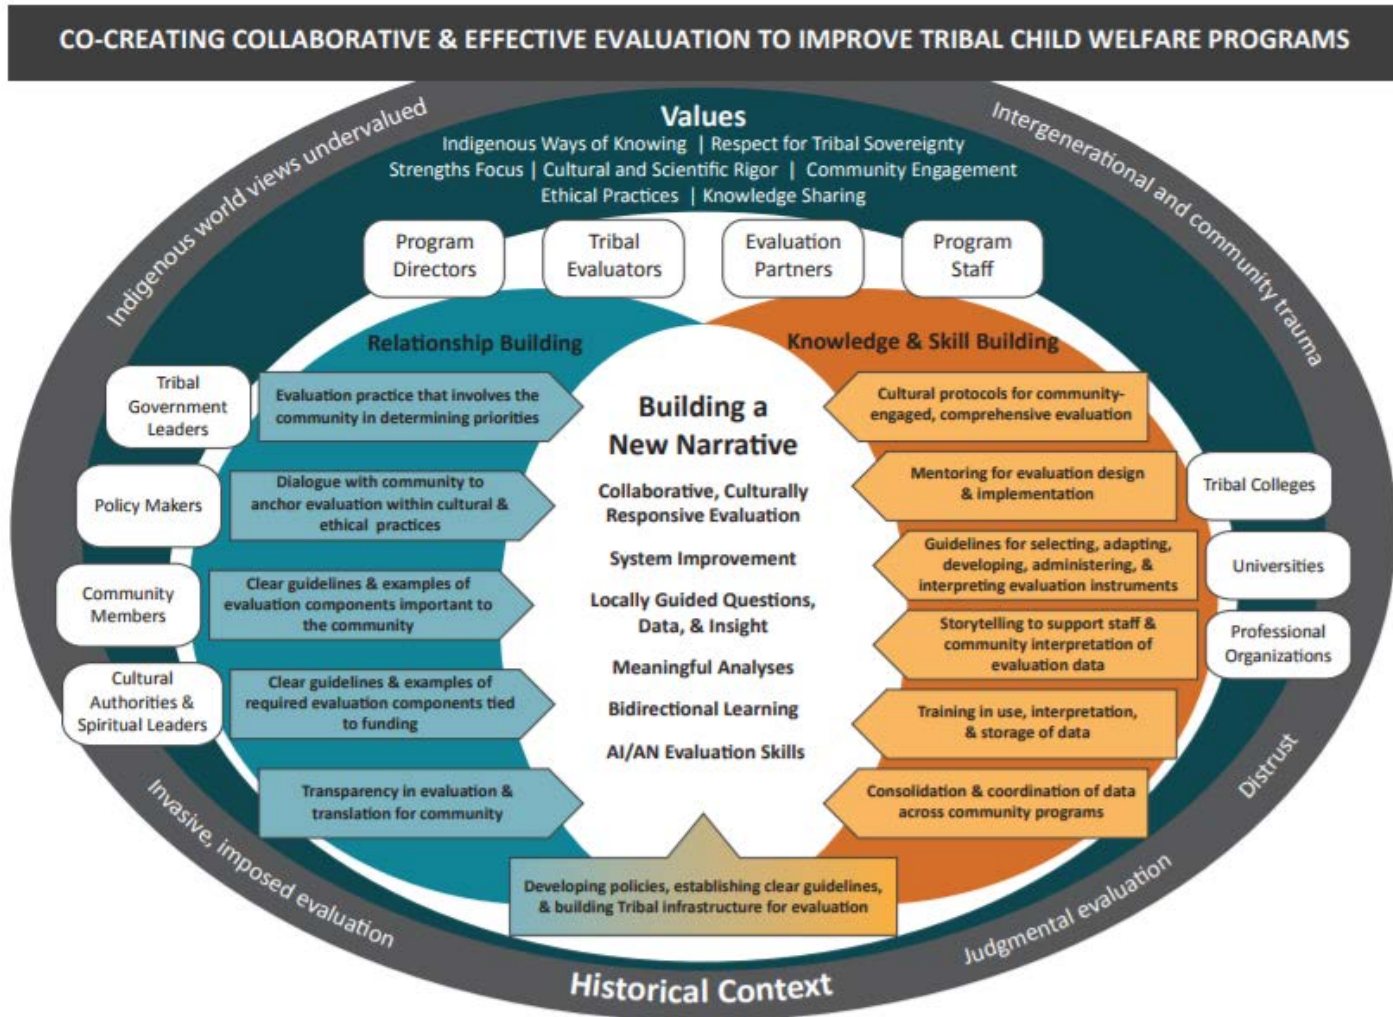 CO-CREATING COLLABORATIVE & EFFECTIVE EVALUATION TO IMPROVE TRIBAL CHILD WELFARE PROGRAMS
Indigenous world views undervalued
Intergenerational and community trauma
Values
Indigenous Ways of Knowing | Respect for Tribal Sovereignty
Strengths Focus | Cultural and Scientific Rigor | Community Engagement
Ethical Practices | Knowledge Sharing
Program
Directors
Tribal
Evaluators
Evaluation
Partners
Program
Staff
Relationship Building
Knowledge & Skill Building
Tribal
Government
Leaders
Policy Makers
Community
Members
Cultural
Authorities &
Spiritual Leaders
Evaluation practice that involves the
community in determining priorities
Dialogue with community to
anchor evaluation within cultural &
ethical practices
Clear guidelines & examples of
evaluation components important to
the community
Clear guidelines & examples of
required evaluation components tied
to funding
Transparency in evaluation &
translation for community
Building a
New Narrative
Collaborative, Culturally
Responsive Evaluation
System Improvement
Locally Guided Questions,
Data, & Insight
Meaningful Analyses
Bidirectional Learning
AI/AN Evaluation Skills
Cultural protocols for community-
engaged, comprehensive evaluation
Mentoring for evaluation design
& implementation
Guidelines for selecting, adapting,
developing, administering, &
interpreting evaluation instruments
Storytelling to support staff &
community interpretation of
evaluation data
Training in use, interpretation,
& storage of data
Consolidation & coordination of data
across community programs
Tribal Colleges
Universities
Professional
Organizations
Developing policies, establishing clear guidelines,
& building Tribal infrastructure for evaluation
Invasive, imposed evaluation
Historical Context
Judgmental evaluation
Distrust